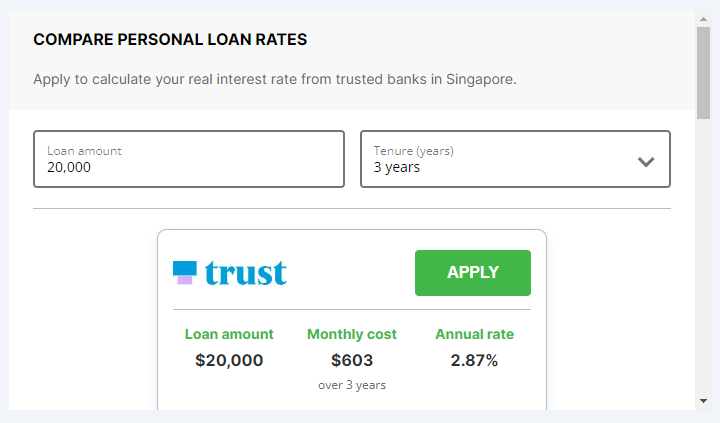 COMPARE PERSONAL LOAN RATES
Apply to calculate your real interest rate from trusted banks in Singapore.
Loan amount
20,000
Tenure (years)
3 years
trust
APPLY
Loan amount
$20,000
Monthly cost
$603
over 3 years
Annual rate
2.87%